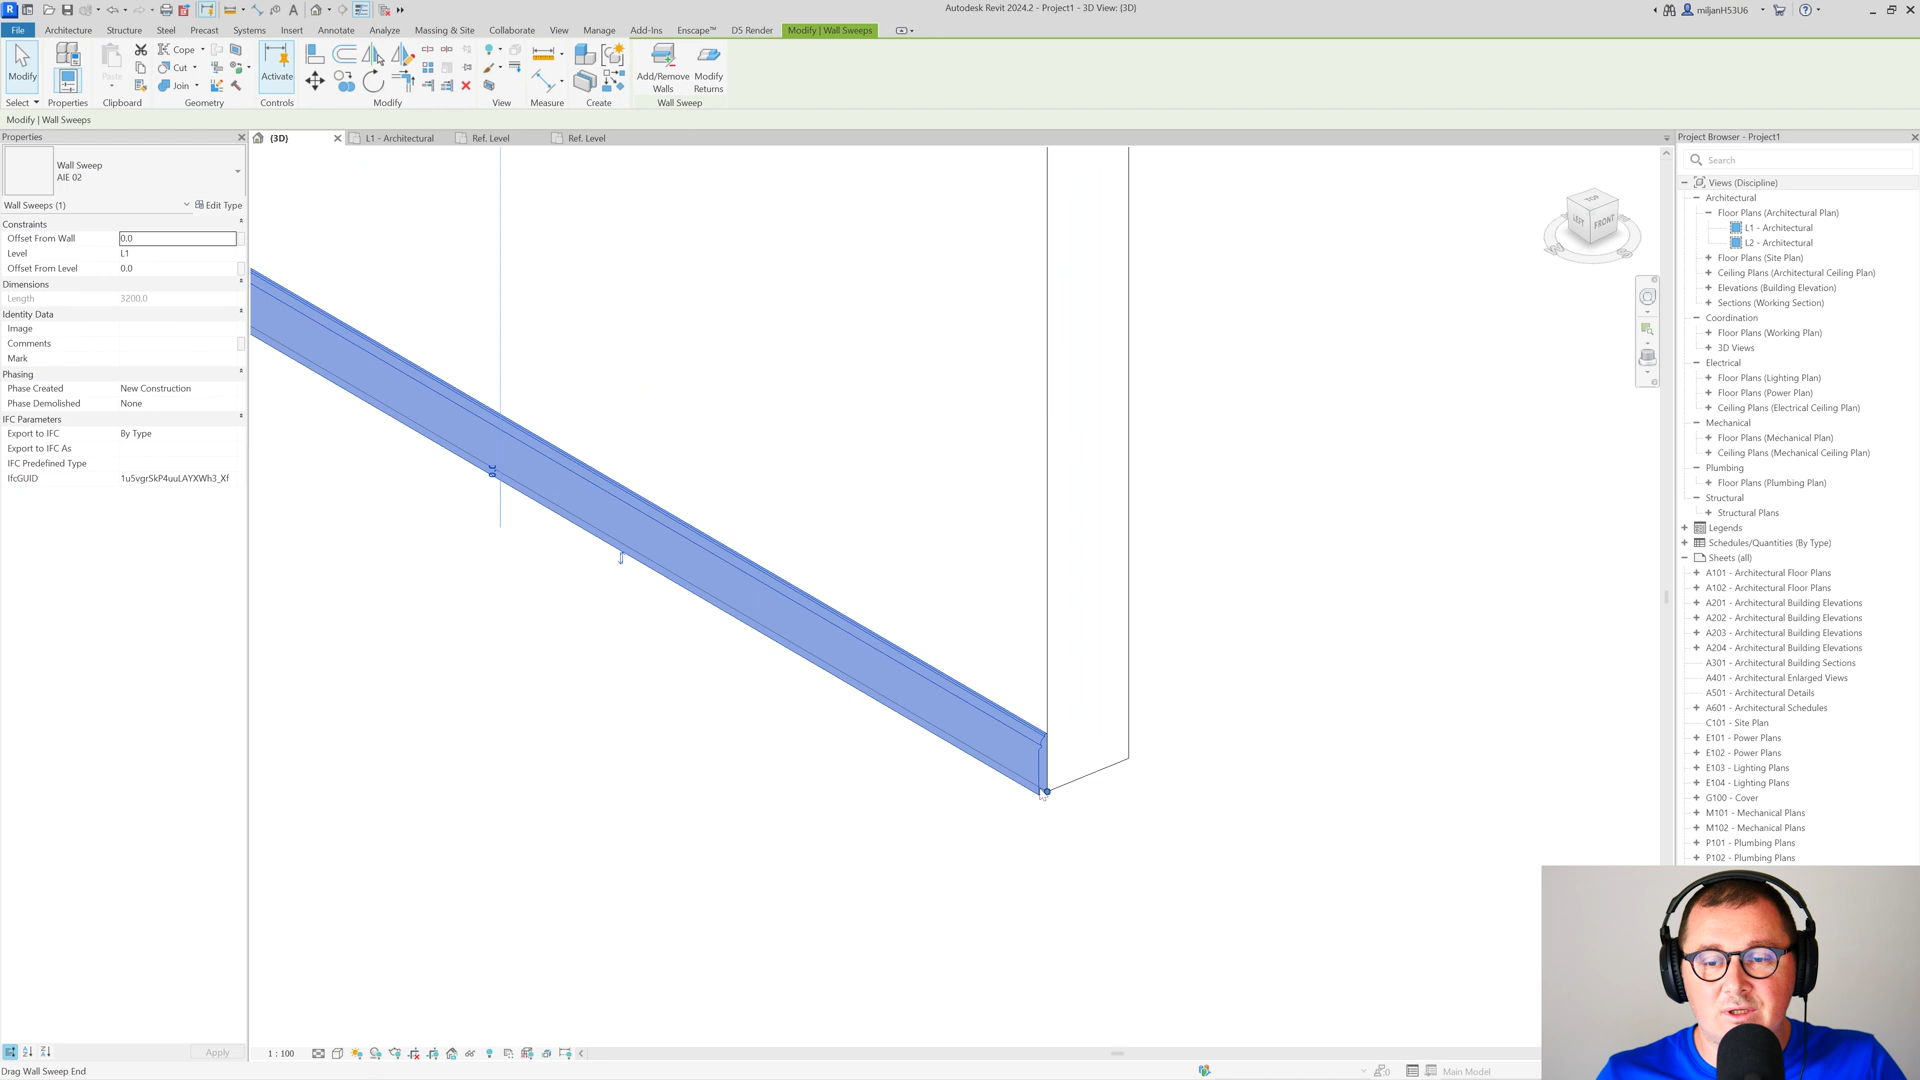 Autodesk Revit 2024.2 - Project1 - 3D View: {3D}
miljanH53U6
File
Architecture
Structure
Steel
Precast
Systems
Insert
Annotate
Analyze
Massing & Site
Collaborate
View
Manage
Add-Ins
Enscape™
D5 Render
Modify | Wall Sweeps
Modify
Paste
Cope
Cut
Join
Activate
Add/Remove
Walls
Modify
Returns
Select
Properties
Clipboard
Geometry
Controls
Modify
View
Measure
Create
Wall Sweep
Modify | Wall Sweeps
Properties
Wall Sweep
AIE 02
Wall Sweeps (1)
Edit Type
Constraints
Offset From Wall 0.0
Level L1
Offset From Level 0.0
Dimensions
Length 3200.0
Identity Data
Image
Comments
Mark
Phasing
Phase Created New Construction
Phase Demolished None
IFC Parameters
Export to IFC By Type
Export to IFC As
IFC Predefined Type
IfcGUID 1u5vgrSkP4uuLAYXWh3_Xf
Apply
{3D}
L1 - Architectural
Ref. Level
Ref. Level
TOP
LEFT
FRONT
Project Browser - Project1
Search
Views (Discipline)
Architectural
Floor Plans (Architectural Plan)
L1 - Architectural
L2 - Architectural
Floor Plans (Site Plan)
Ceiling Plans (Architectural Ceiling Plan)
Elevations (Building Elevation)
Sections (Working Section)
Coordination
Floor Plans (Working Plan)
3D Views
Electrical
Floor Plans (Lighting Plan)
Floor Plans (Power Plan)
Ceiling Plans (Electrical Ceiling Plan)
Mechanical
Floor Plans (Mechanical Plan)
Ceiling Plans (Mechanical Ceiling Plan)
Plumbing
Floor Plans (Plumbing Plan)
Structural
Structural Plans
Legends
Schedules/Quantities (By Type)
Sheets (all)
A101 - Architectural Floor Plans
A102 - Architectural Floor Plans
A201 - Architectural Building Elevations
A202 - Architectural Building Elevations
A203 - Architectural Building Elevations
A204 - Architectural Building Elevations
A301 - Architectural Building Sections
A401 - Architectural Enlarged Views
A501 - Architectural Details
A601 - Architectural Schedules
C101 - Site Plan
E101 - Power Plans
E102 - Power Plans
E103 - Lighting Plans
E104 - Lighting Plans
G100 - Cover
M101 - Mechanical Plans
M102 - Mechanical Plans
P101 - Plumbing Plans
P102 - Plumbing Plans
1 : 100
Drag Wall Sweep End
:0
Main Model